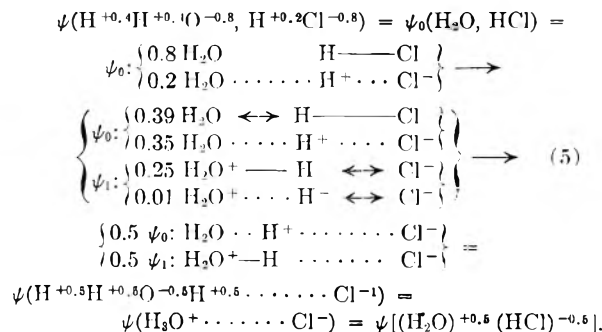 ψ(H⁺⁰·⁴H⁺⁰·⁴O⁻⁰·⁸, H⁺⁰·²Cl⁻⁰·⁸) = ψ₀(H₂O, HCl) =
ψ₀: {0.8 H₂O H——Cl }
{0.2 H₂O ······ H⁺ ··· Cl⁻} ⟶
ψ₀: {0.39 H₂O ↔ H————Cl }
{0.35 H₂O ······ H⁺ ···· Cl⁻}
ψ₁: {0.25 H₂O⁺——H ↔ Cl⁻} ⟶ (5)
{0.01 H₂O⁺ ···· H⁻ ↔ Cl⁻}
{0.5 ψ₀: H₂O ·· H⁺ ········ Cl⁻}
{0.5 ψ₁: H₂O⁺—H ········ Cl⁻} =
ψ(H⁺⁰·⁵H⁺⁰·⁵O⁻⁰·⁵H⁺⁰·⁵ ········ Cl⁻¹) =
ψ(H₃O⁺ ········ Cl⁻) = ψ[(H₂O)⁺⁰·⁵ (HCl)⁻⁰·⁵].